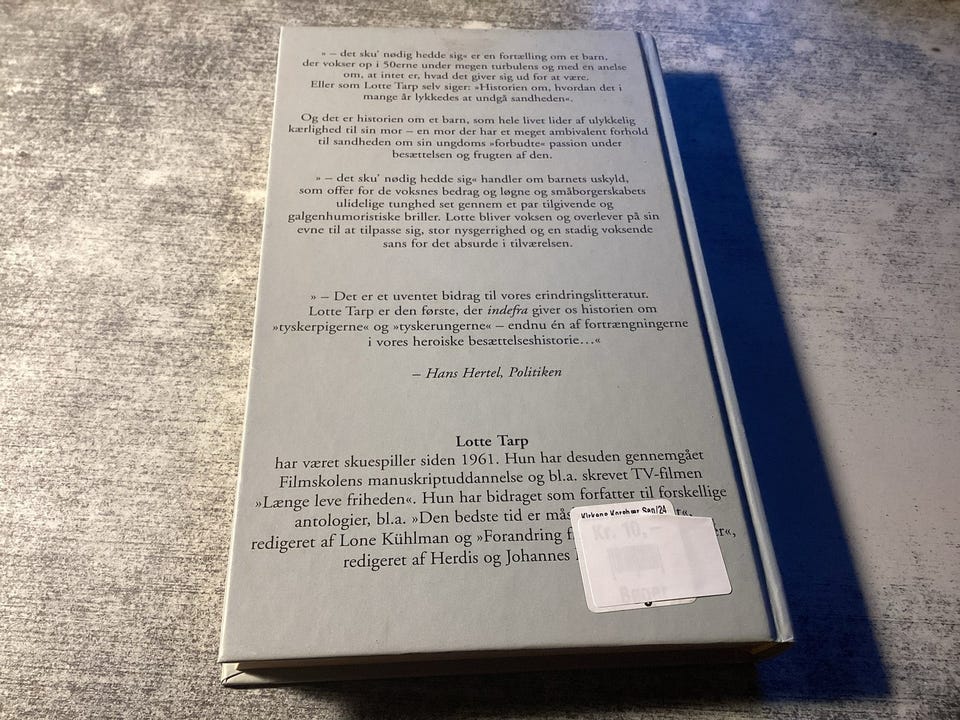 » – det sku' nødig hedde sig« er en fortælling om et barn,
der vokser op i 50erne under megen turbulens og med en anelse
om, at intet er, hvad det giver sig ud for at være.
Eller som Lotte Tarp selv siger: »Historien om, hvordan det i
mange år lykkedes at undgå sandheden«.
Og det er historien om et barn, som hele livet lider af ulykkelig
kærlighed til sin mor – en mor der har et meget ambivalent forhold
til sandheden om sin ungdoms »forbudte« passion under
besættelsen og frugten af den.
» – det sku' nødig hedde sig« handler om barnets uskyld,
som offer for de voksnes bedrag og løgne og småborgerskabets
ulidelige tunghed set gennem et par tilgivende og
galgenhumoristiske briller. Lotte bliver voksen og overlever på sin
evne til at tilpasse sig, stor nysgerrighed og en stadig voksende
sans for det absurde i tilværelsen.
» – Det er et uventet bidrag til vores erindringslitteratur.
Lotte Tarp er den første, der indefra giver os historien om
»tyskerpigerne« og »tyskerungerne« – endnu én af fortrængningerne
i vores heroiske besættelseshistorie...«
– Hans Hertel, Politiken
Lotte Tarp
har været skuespiller siden 1961. Hun har desuden gennemgået
Filmskolens manuskriptuddannelse og bl.a. skrevet TV-filmen
»Længe leve friheden«. Hun har bidraget som forfatter til forskellige
antologier, bl.a. »Den bedste tid er
redigeret af Lone Kühlman og »Forandring
redigeret af Herdis og Johannes
Kirkens Korshær Sep/24
Kr. 10,–
Bøger